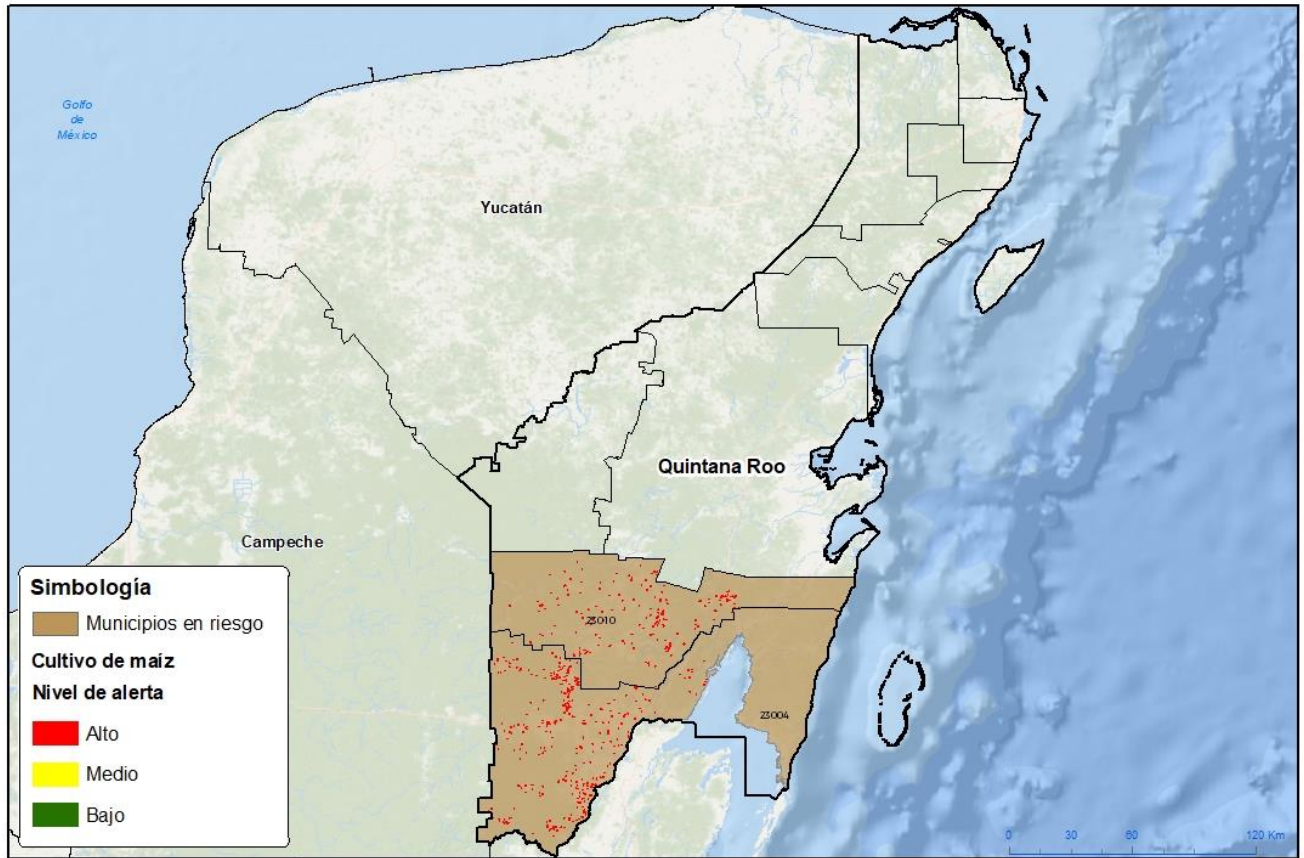 Golfo
de
México
Yucatán
Quintana Roo
Campeche
Simbología
Municipios en riesgo
Cultivo de maíz
Nivel de alerta
Alto
Medio
Bajo
23010
23004
0 30 60 120 Km